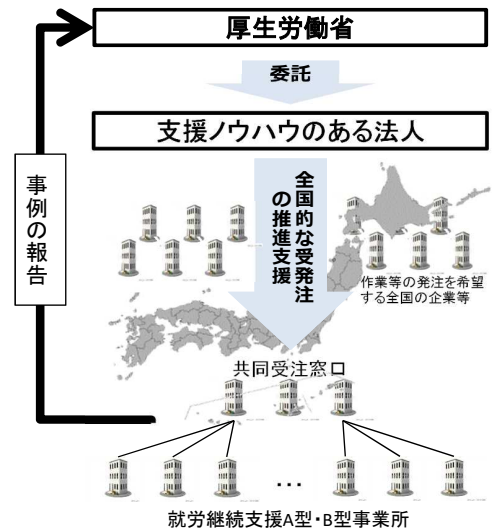 厚生労働省
委託
支援ノウハウのある法人
事例の報告
全国的な受発注
の推進支援
作業等の発注を希望
する全国の企業等
共同受注窓口
…
就労継続支援A型・B型事業所